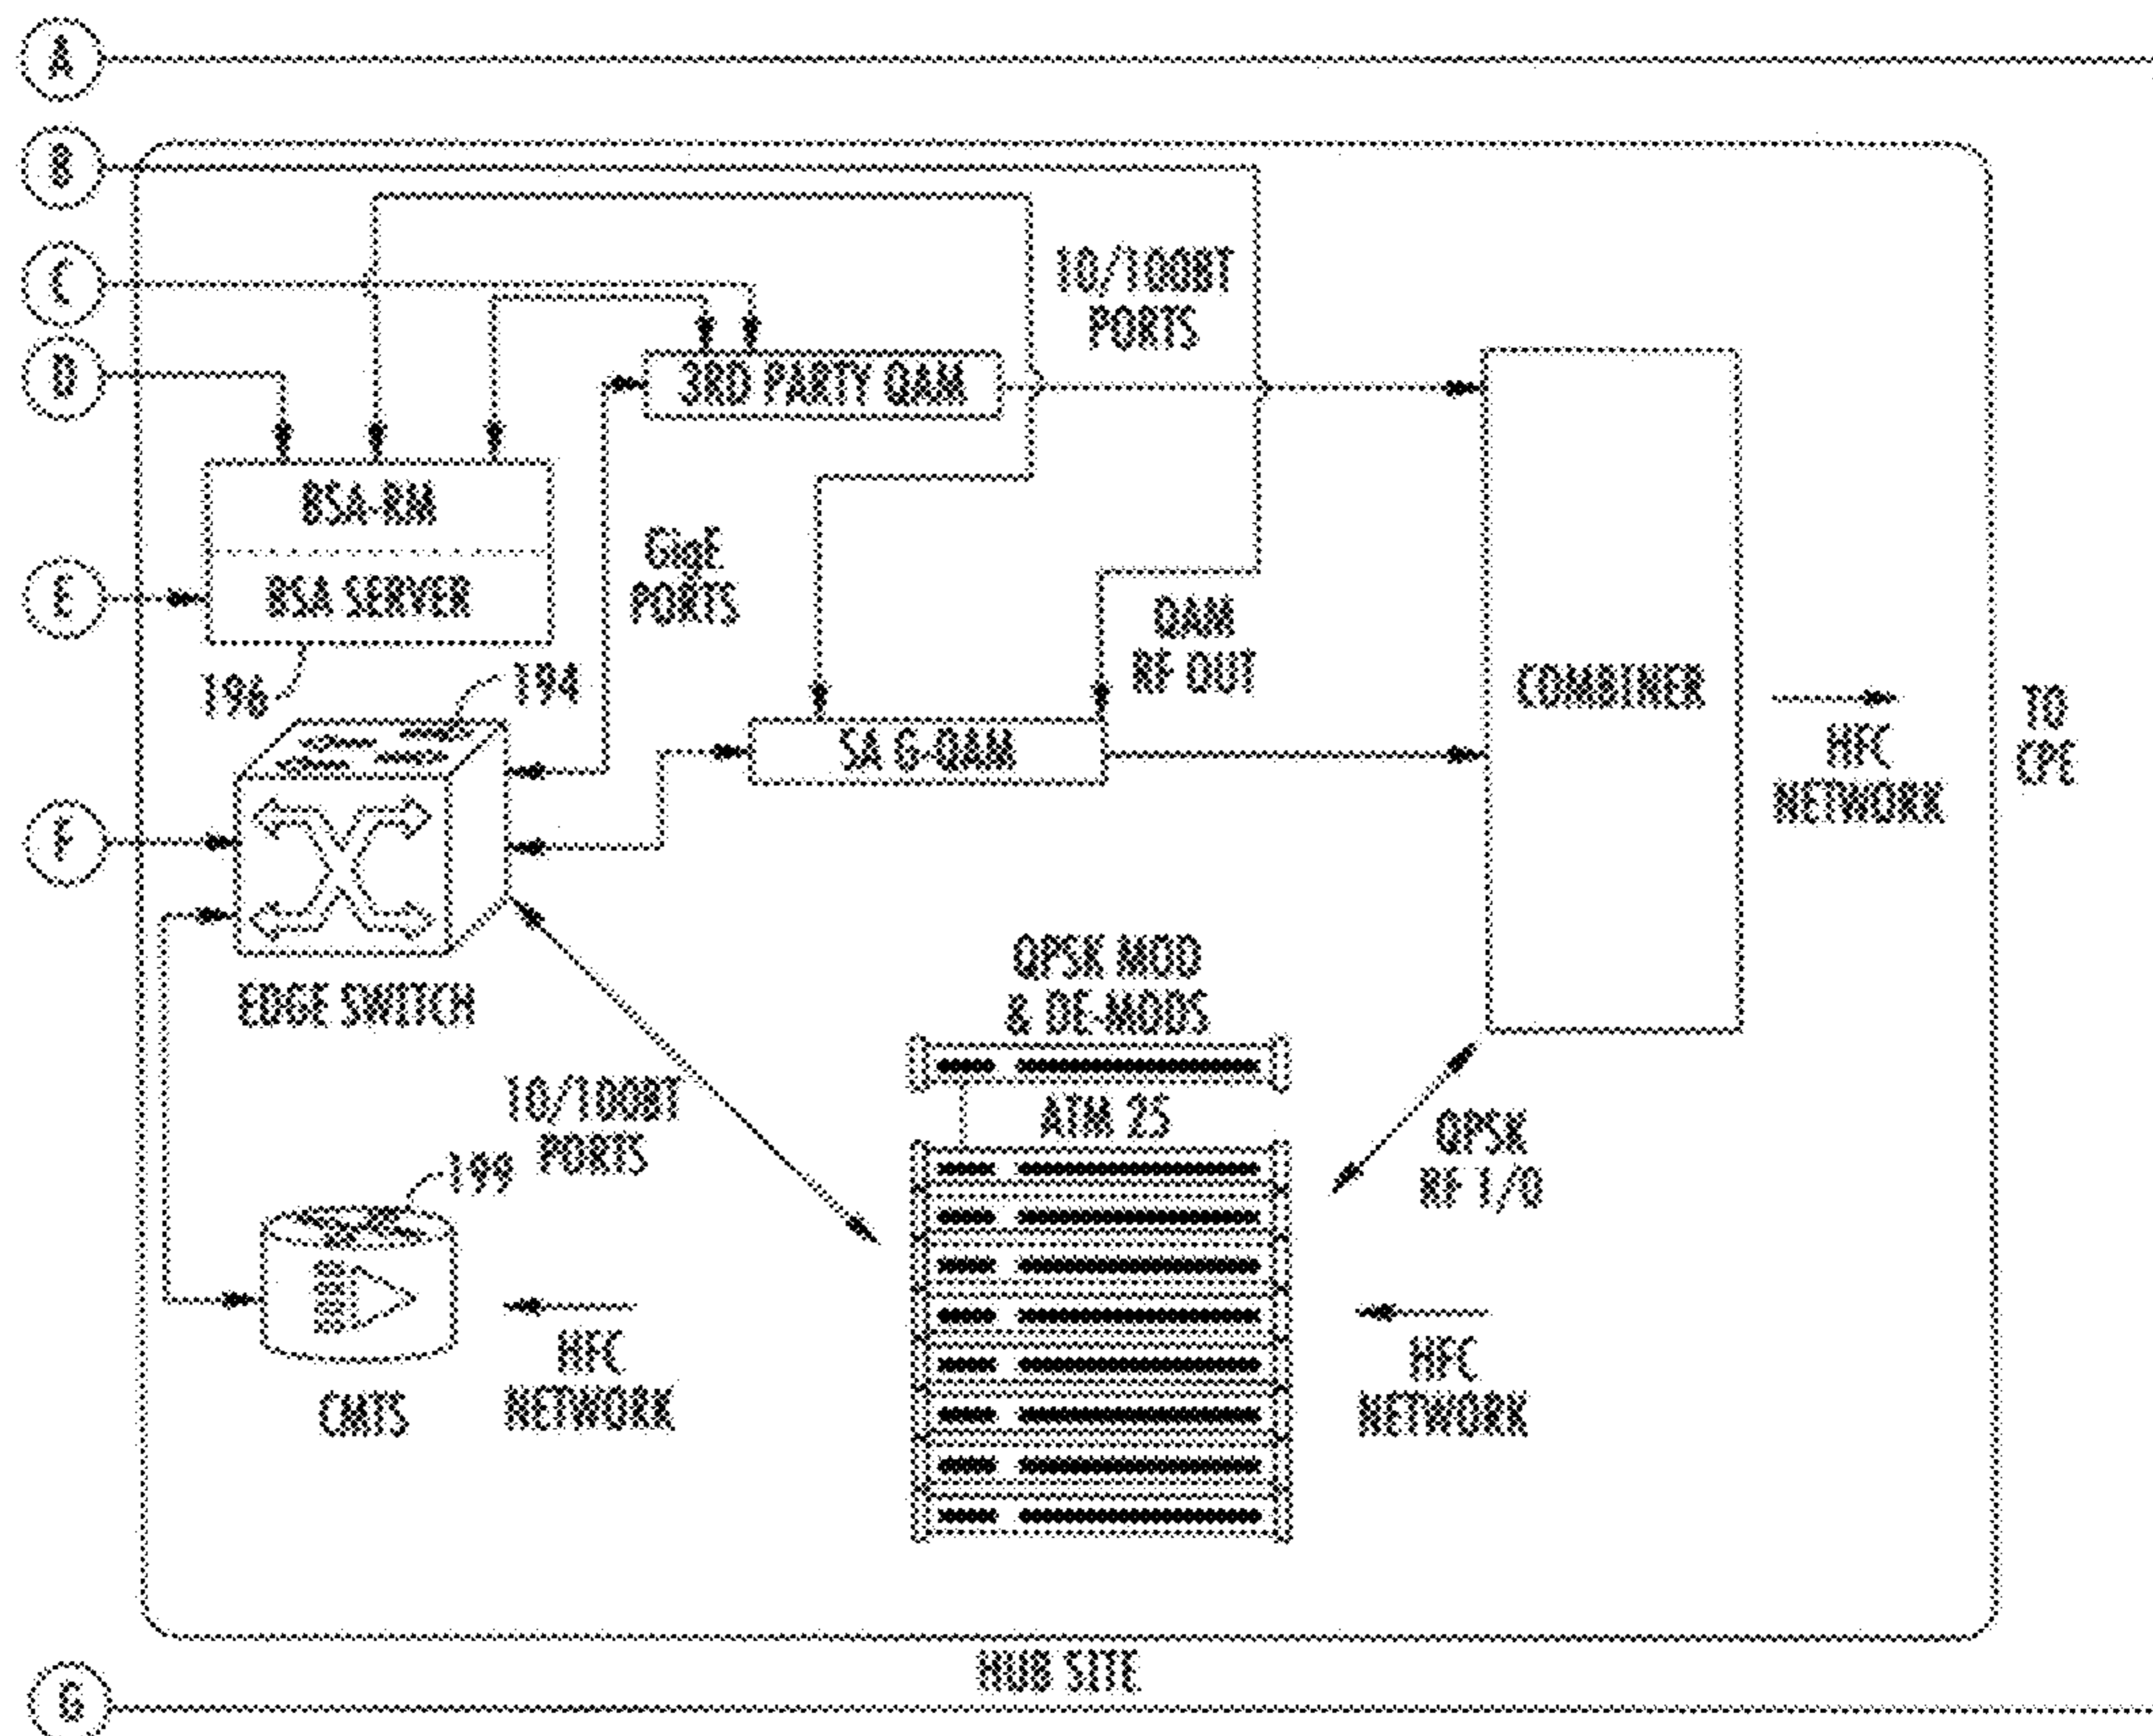 A
B
C
D
E
F
G
10/100BT
PORTS
3RD PARTY QAM
BSA-RM
BSA SERVER
GigE
PORTS
QAM
RF OUT
196
194
SA G-QAM
COMBINER
HFC
NETWORK
TO
CPE
EDGE SWITCH
QPSK MOD
& DE-MODS
ATM 25
10/100BT
PORTS
199
QPSK
RF I/O
CMTS
HFC
NETWORK
HFC
NETWORK
HUB SITE